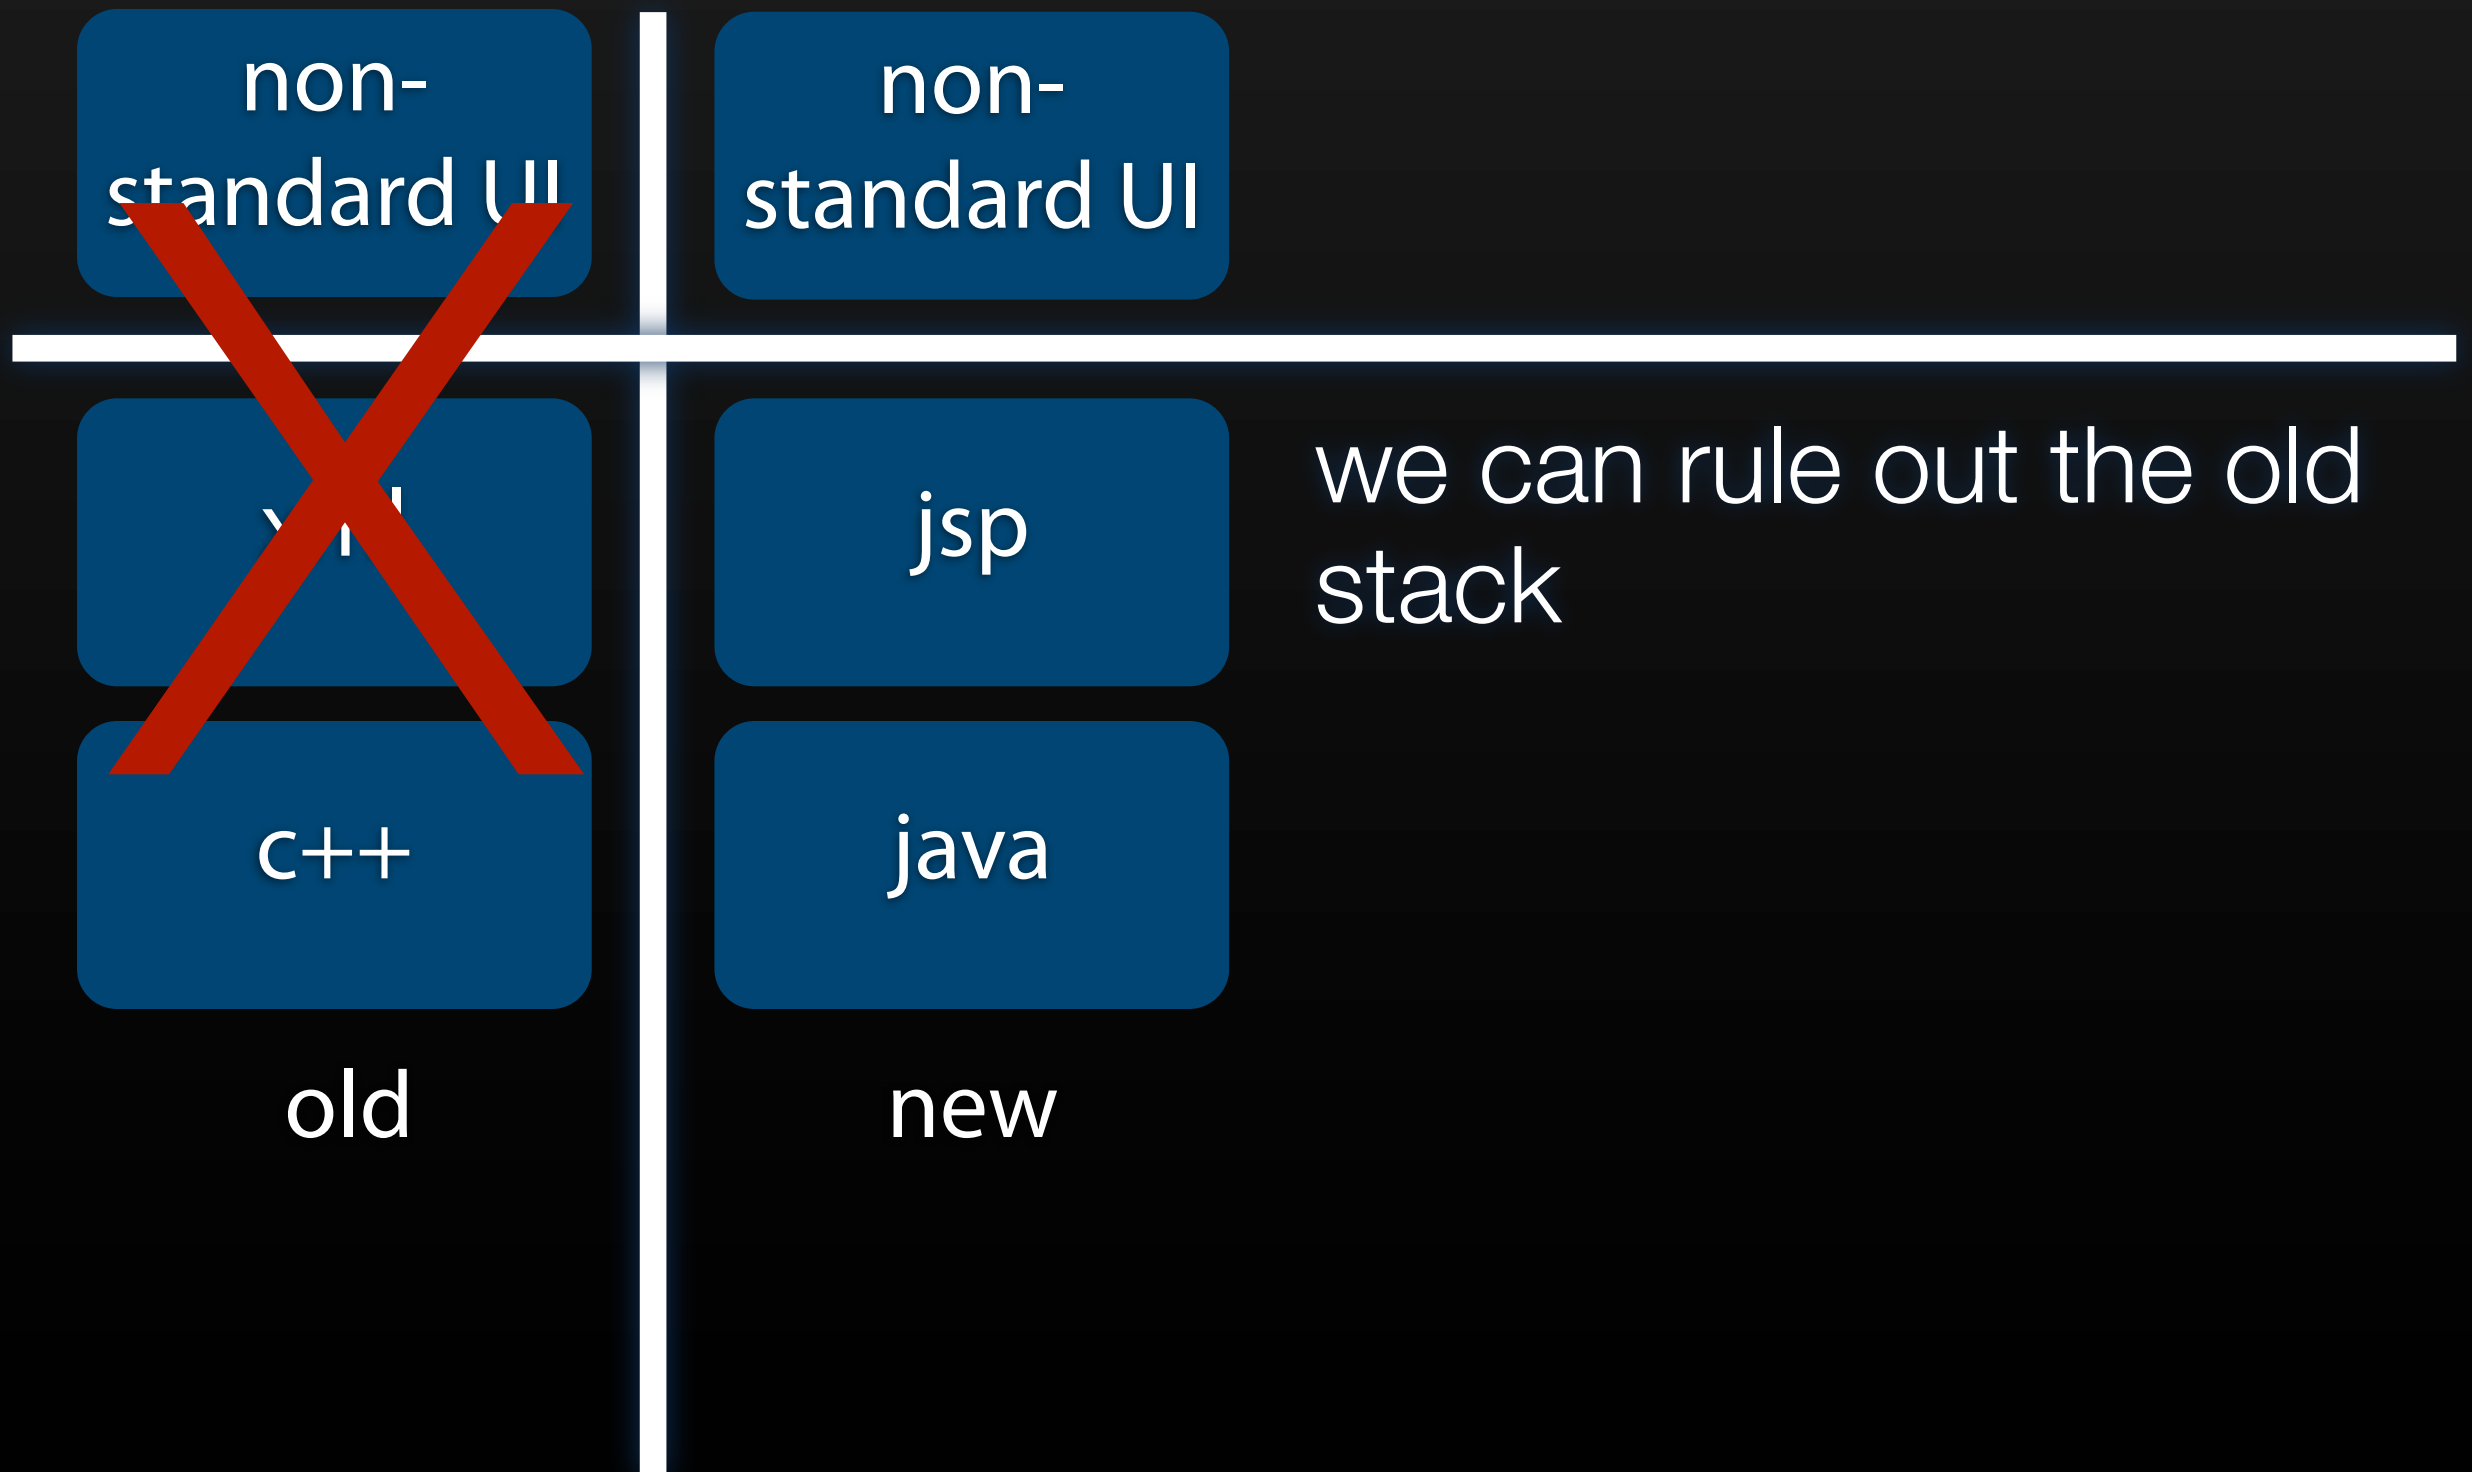 non-
standard UI
non-
standard UI
jsp
we can rule out the old
stack
c++
java
old
new